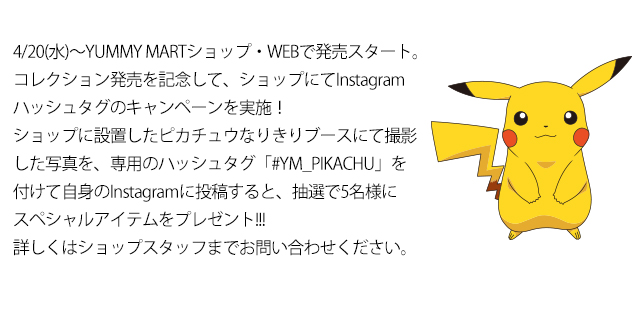 4/20(水)～YUMMY MARTショップ・WEBで発売スタート。
コレクション発売を記念して、ショップにてInstagram
ハッシュタグのキャンペーンを実施！
ショップに設置したピカチュウなりきりブースにて撮影
した写真を、専用のハッシュタグ「#YM_PIKACHU」を
付けて自身のInstagramに投稿すると、抽選で5名様に
スペシャルアイテムをプレゼント!!!
詳しくはショップスタッフまでお問い合わせください。